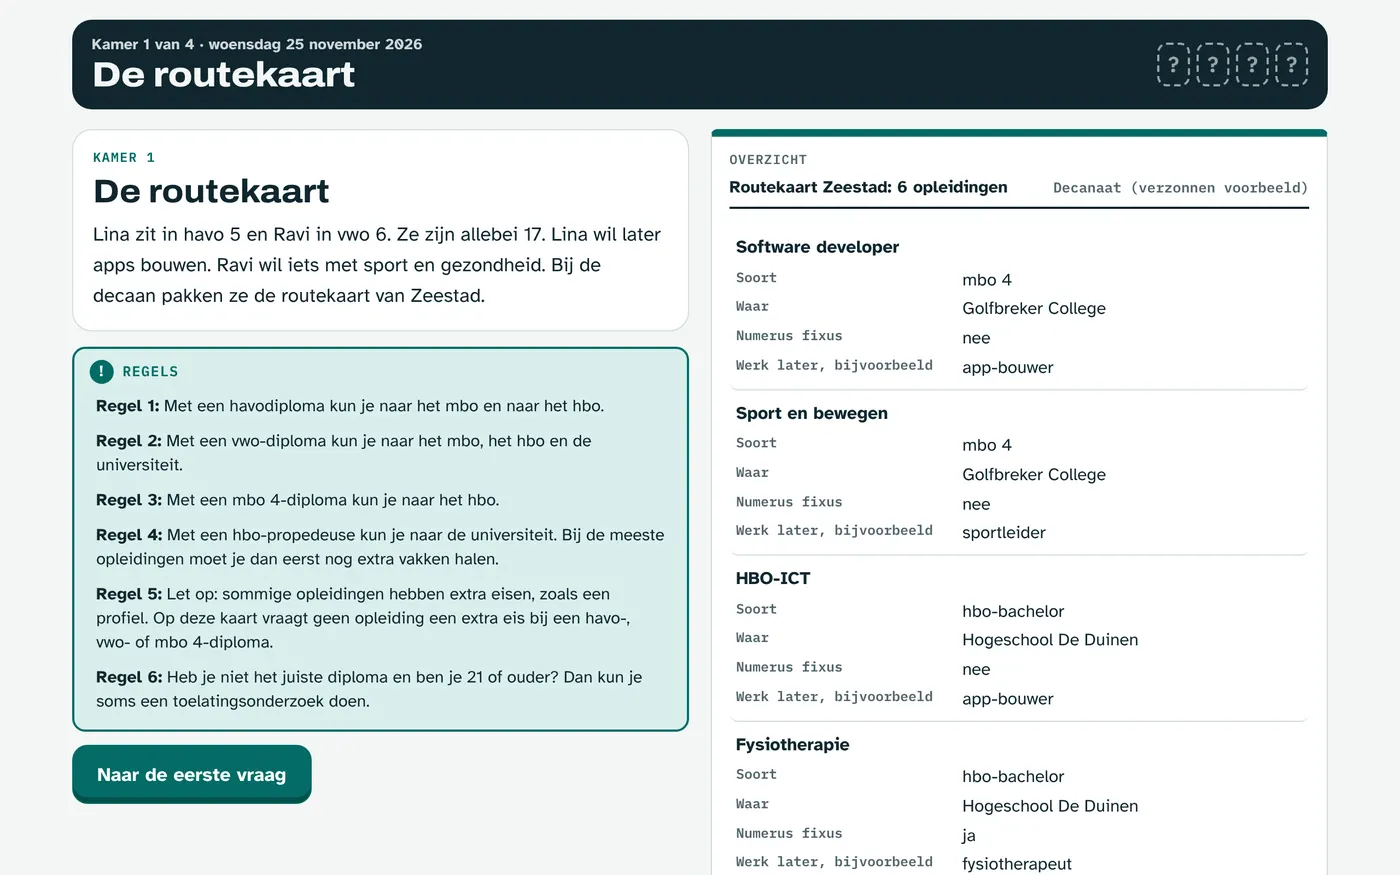 Kamer 1 van 4 · woensdag 25 november 2026
De routekaart
? ? ? ?
KAMER 1
De routekaart
Lina zit in havo 5 en Ravi in vwo 6. Ze zijn allebei 17. Lina wil later
apps bouwen. Ravi wil iets met sport en gezondheid. Bij de
decaan pakken ze de routekaart van Zeestad.
! REGELS
Regel 1: Met een havodiploma kun je naar het mbo en naar het hbo.
Regel 2: Met een vwo-diploma kun je naar het mbo, het hbo en de
universiteit.
Regel 3: Met een mbo 4-diploma kun je naar het hbo.
Regel 4: Met een hbo-propedeuse kun je naar de universiteit. Bij de meeste
opleidingen moet je dan eerst nog extra vakken halen.
Regel 5: Let op: sommige opleidingen hebben extra eisen, zoals een
profiel. Op deze kaart vraagt geen opleiding een extra eis bij een havo-,
vwo- of mbo 4-diploma.
Regel 6: Heb je niet het juiste diploma en ben je 21 of ouder? Dan kun je
soms een toelatingsonderzoek doen.
Naar de eerste vraag
OVERZICHT
Routekaart Zeestad: 6 opleidingen Decanaat (verzonnen voorbeeld)
Software developer
Soort mbo 4
Waar Golfbreker College
Numerus fixus nee
Werk later, bijvoorbeeld app-bouwer
Sport en bewegen
Soort mbo 4
Waar Golfbreker College
Numerus fixus nee
Werk later, bijvoorbeeld sportleider
HBO-ICT
Soort hbo-bachelor
Waar Hogeschool De Duinen
Numerus fixus nee
Werk later, bijvoorbeeld app-bouwer
Fysiotherapie
Soort hbo-bachelor
Waar Hogeschool De Duinen
Numerus fixus ja
Werk later, bijvoorbeeld fysiotherapeut